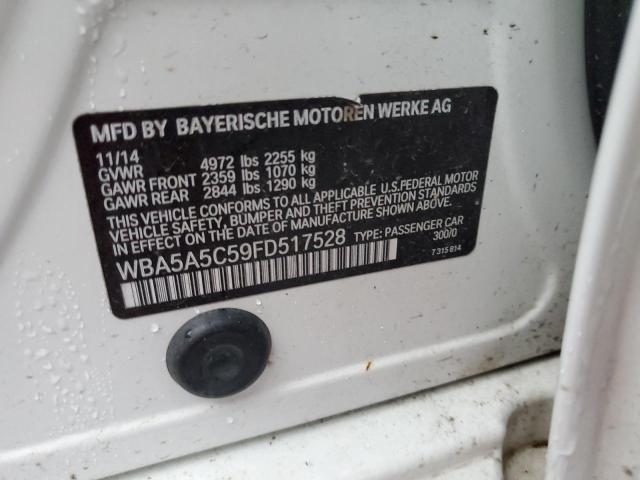 MFD BY BAYERISCHE MOTOREN WERKE AG
11/14
GVWR 4972 lbs 2255 kg
GAWR FRONT 2359 lbs 1070 kg
GAWR REAR 2844 lbs 1290 kg
THIS VEHICLE CONFORMS TO ALL APPLICABLE U.S.FEDERAL MOTOR
VEHICLE SAFETY, BUMPER AND THEFT PREVENTION STANDARDS
IN EFFECT ON THE DATE OF MANUFACTURE SHOWN ABOVE.
WBA5A5C59FD517528 TYPE: PASSENGER CAR
300/0
7 315 814